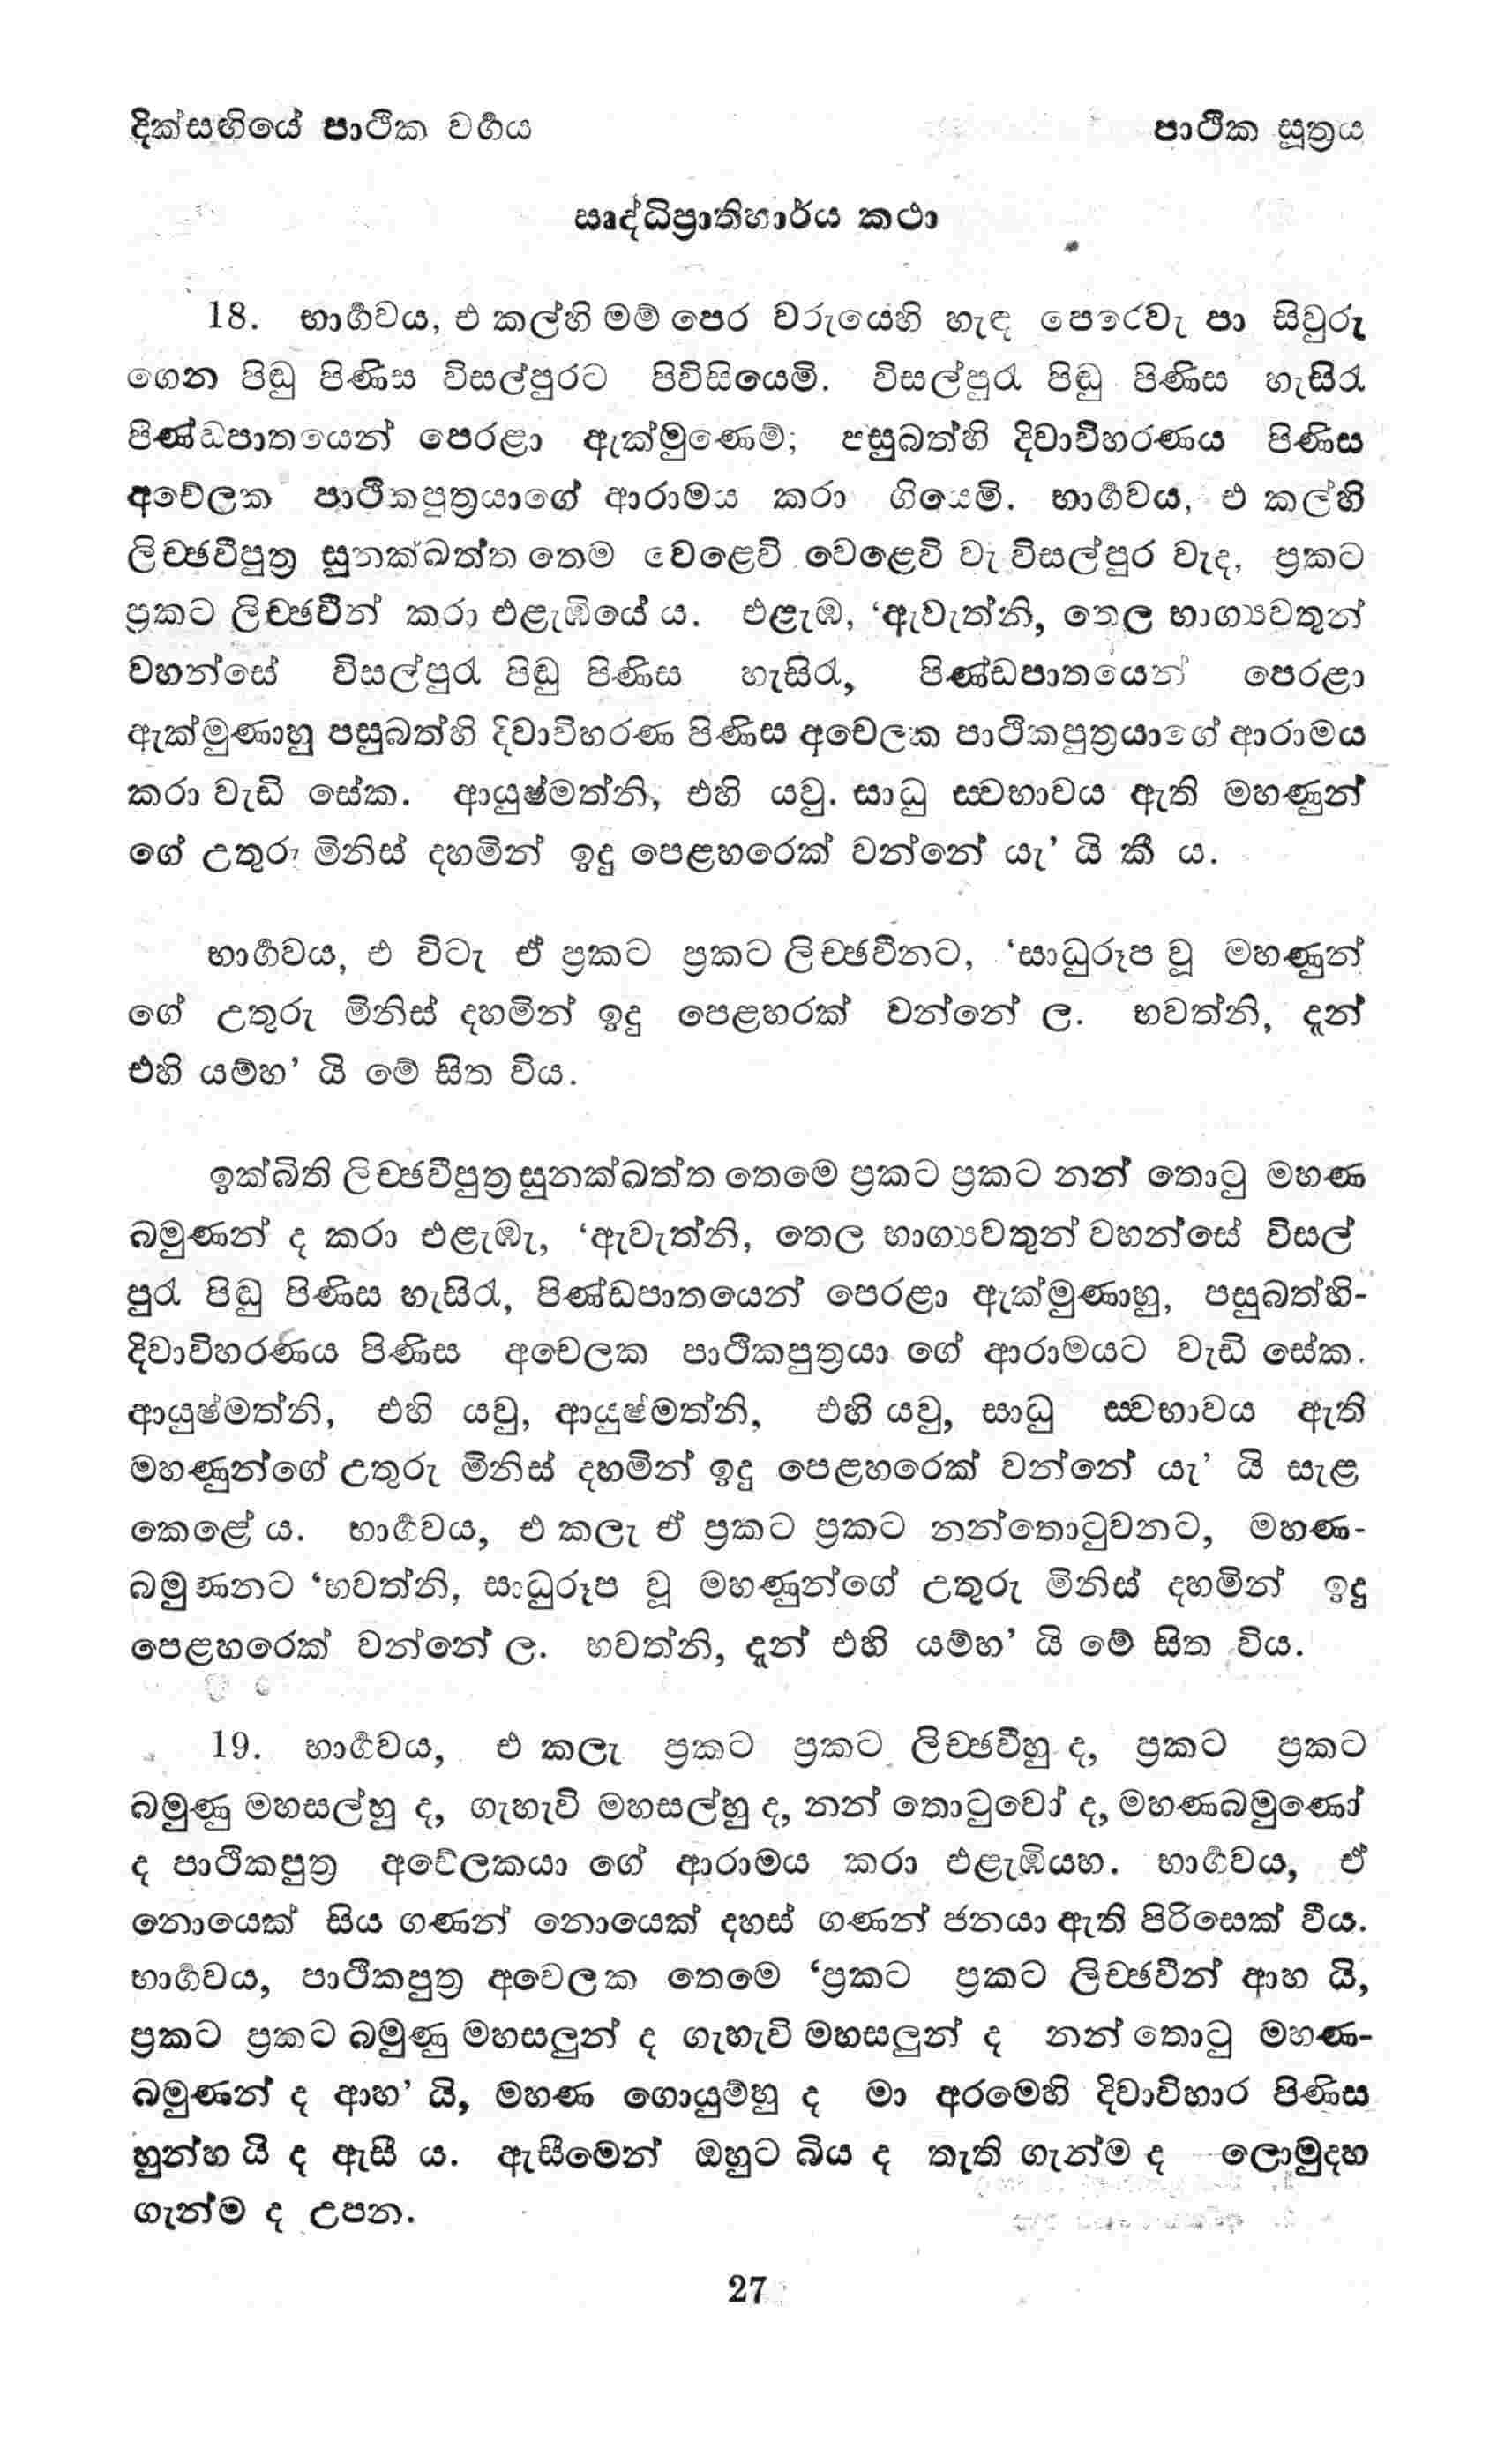 දික්සඟියේ පාථික වර්‍ගය
පාථික සූත්‍රය
සෘද්ධිප්‍රාතිහාර්ය කථා
18. භාර්‍ගවය, එ කල්හි මම් පෙර වරුයෙහි හැඳ පෙරෙවැ පා සිවුරු
ගෙන පිඬු පිණිස විසල්පුරට පිවිසියෙමි. විසල්පුරැ පිඬු පිණිස හැසිරැ
පිණ්ඩපාතයෙන් පෙරළා ඇක්මුණෙම්; පසුබත්හි දිවාවිහරණය පිණිස
අචේලක පාථිකපුත්‍රයාගේ ආරාමය කරා ගියෙමි. භාර්‍ගවය, එ කල්හි
ලිච්ඡවීපුත්‍ර සුනක්ඛත්ත තෙම වෙළෙවි වෙළෙවි වැ විසල්පුර වැද, ප්‍රකට
ප්‍රකට ලිච්ඡවීන් කරා එළැඹියේ ය. එළැඹ, ‘ඇවැත්නි, තෙල භාග්‍යවතුන්
වහන්සේ විසල්පුරැ පිඬු පිණිස හැසිරැ, පිණ්ඩපාතයෙන් පෙරළා
ඇක්මුණාහු පසුබත්හි දිවාවිහරණ පිණිස අචෙලක පාථිකපුත්‍රයාගේ ආරාමය
කරා වැඩි සේක. ආයුෂ්මත්නි, එහි යවු. සාධු ස්වභාවය ඇති මහණුන්
ගේ උතුරු මිනිස් දහමින් ඉදු පෙළහරෙක් වන්නේ යැ’ යි කී ය.
භාර්‍ගවය, එ විටැ ඒ ප්‍රකට ප්‍රකට ලිච්ඡවීනට, ‘සාධුරූප වූ මහණුන්
ගේ උතුරු මිනිස් දහමින් ඉදු පෙළහරක් වන්නේ ල. භවත්නි, දැන්
එහි යම්හ’ යි මේ සිත විය.
ඉක්බිති ලිච්ඡවීපුත්‍ර සුනක්ඛත්ත තෙමෙ ප්‍රකට ප්‍රකට නන් තොටු මහණ
බමුණන් ද කරා එළැඹැ, ‘ඇවැත්නි, තෙල භාග්‍යවතුන් වහන්සේ විසල්
පුරැ පිඬු පිණිස හැසිරැ, පිණ්ඩපාතයෙන් පෙරළා ඇක්මුණාහු, පසුබත්හි-
දිවාවිහරණය පිණිස අචෙලක පාථිකපුත්‍රයා ගේ ආරාමයට වැඩි සේක.
ආයුෂ්මත්නි, එහි යවු, ආයුෂ්මත්නි, එහි යවු, සාධු ස්වභාවය ඇති
මහණුන්ගේ උතුරු මිනිස් දහමින් ඉදු පෙළහරෙක් වන්නේ යැ’ යි සැළ
කෙළේ ය. භාර්‍ගවය, එ කලැ ඒ ප්‍රකට ප්‍රකට නන්තොටුවනට, මහණ-
බමුණනට ‘භවත්නි, සාධුරූප වූ මහණුන්ගේ උතුරු මිනිස් දහමින් ඉදු
පෙළහරෙක් වන්නේ ල. භවත්නි, දැන් එහි යම්හ’ යි මේ සිත විය.
19. භාර්‍ගවය, එ කලැ ප්‍රකට ප්‍රකට ලිච්ඡවීහු ද, ප්‍රකට ප්‍රකට
බමුණු මහසල්හු ද, ගැහැවි මහසල්හු ද, නන් තොටුවෝ ද, මහණබමුණෝ
ද පාථිකපුත්‍ර අචේලකයා ගේ ආරාමය කරා එළැඹියහ. භාර්‍ගවය, ඒ
නොයෙක් සිය ගණන් නොයෙක් දහස් ගණන් ජනයා ඇති පිරිසෙක් විය.
භාර්‍ගවය, පාථිකපුත්‍ර අචෙලක තෙමෙ ‘ප්‍රකට ප්‍රකට ලිච්ඡවීන් ආහ යි,
ප්‍රකට ප්‍රකට බමුණු මහසලුන් ද ගැහැවි මහසලුන් ද නන් තොටු මහණ-
බමුණන් ද ආහ’ යි, මහණ ගොයුම්හු ද මා අරමෙහි දිවාවිහාර පිණිස
හුන්හ යි ද ඇසී ය. ඇසීමෙන් ඔහුට බිය ද තැති ගැන්ම ද ලොමුදහ
ගැන්ම ද උපන.
27